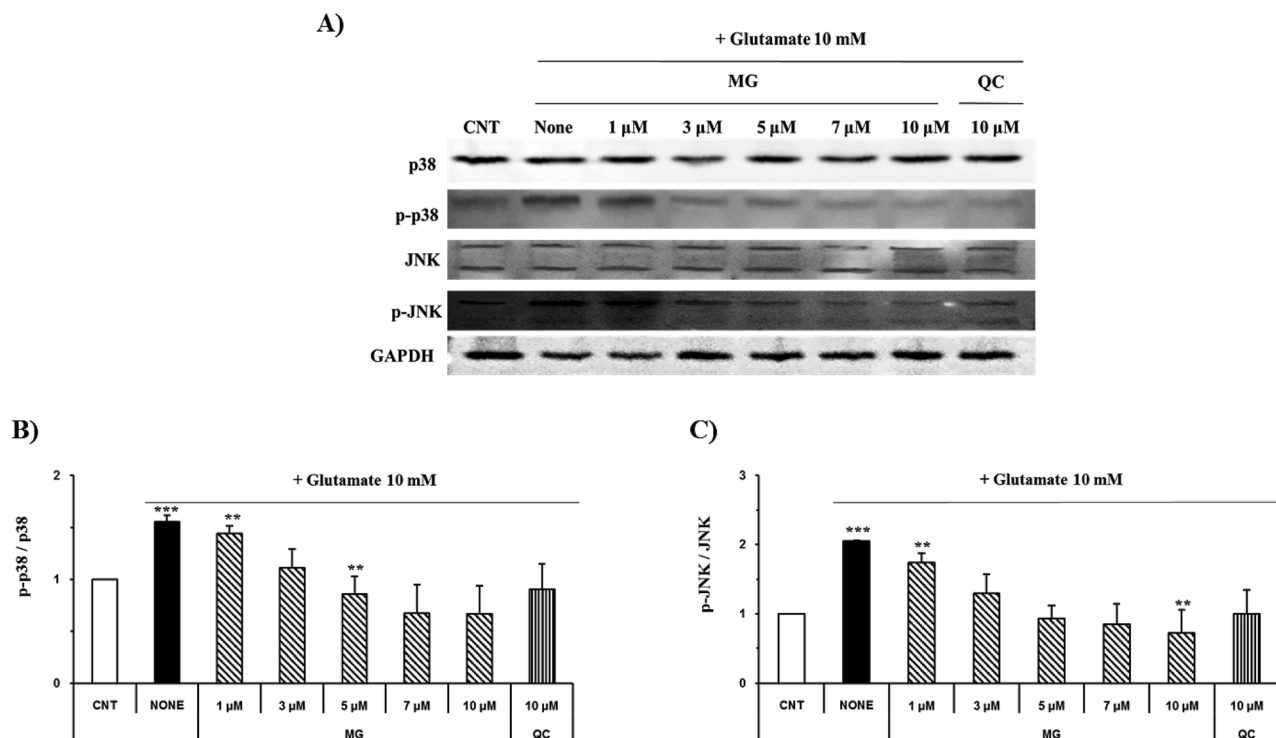 A)
+ Glutamate 10 mM
MG QC
CNT None 1 µM 3 µM 5 µM 7 µM 10 µM 10 µM
p38
p-p38
JNK
p-JNK
GAPDH
B)
+ Glutamate 10 mM
p-p38 / p38
2
1
0
*** ** **
CNT NONE 1 µM 3 µM 5 µM 7 µM 10 µM 10 µM
MG QC
C)
+ Glutamate 10 mM
p-JNK / JNK
3
2
1
0
*** ** **
CNT NONE 1 µM 3 µM 5 µM 7 µM 10 µM 10 µM
MG QC